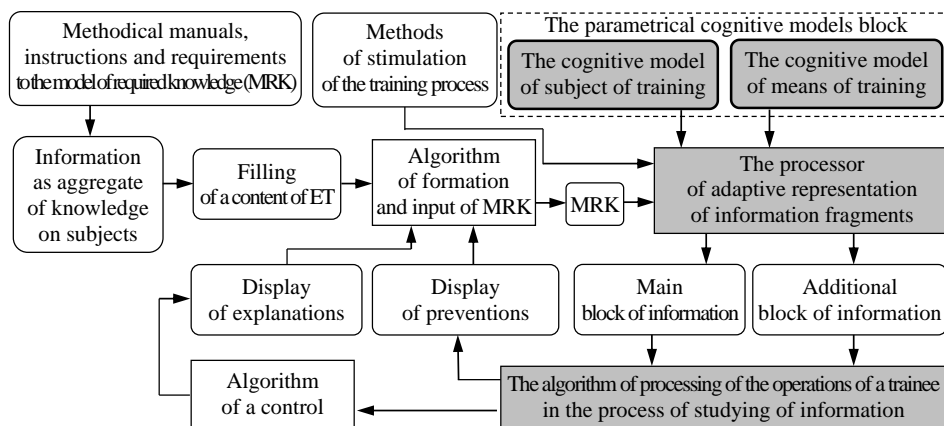 Methodical manuals,
instructions and requirements
to the model of required knowledge (MRK)
Methods
of stimulation
of the training process
The parametrical cognitive models block
The cognitive model
of subject of training
The cognitive model
of means of training
Information
as aggregate
of knowledge
on subjects
Filling
of a content of ET
Algorithm
of formation
and input of MRK
MRK
The processor
of adaptive representation
of information fragments
Display
of explanations
Display
of preventions
Main
block of information
Additional
block of information
Algorithm
of a control
The algorithm of processing of the operations of a trainee
in the process of studying of information